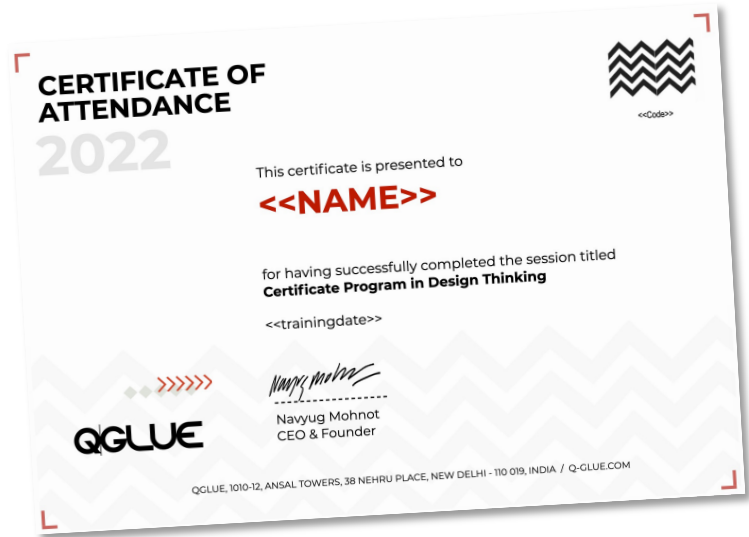 CERTIFICATE OF
ATTENDANCE
2022
<<Code>>
This certificate is presented to
<<NAME>>
for having successfully completed the session titled
Certificate Program in Design Thinking
<<trainingdate>>
Navyug Mohnot
Navyug Mohnot
CEO & Founder
QGLUE
QGLUE, 1010-12, ANSAL TOWERS, 38 NEHRU PLACE, NEW DELHI - 110 019, INDIA / Q-GLUE.COM